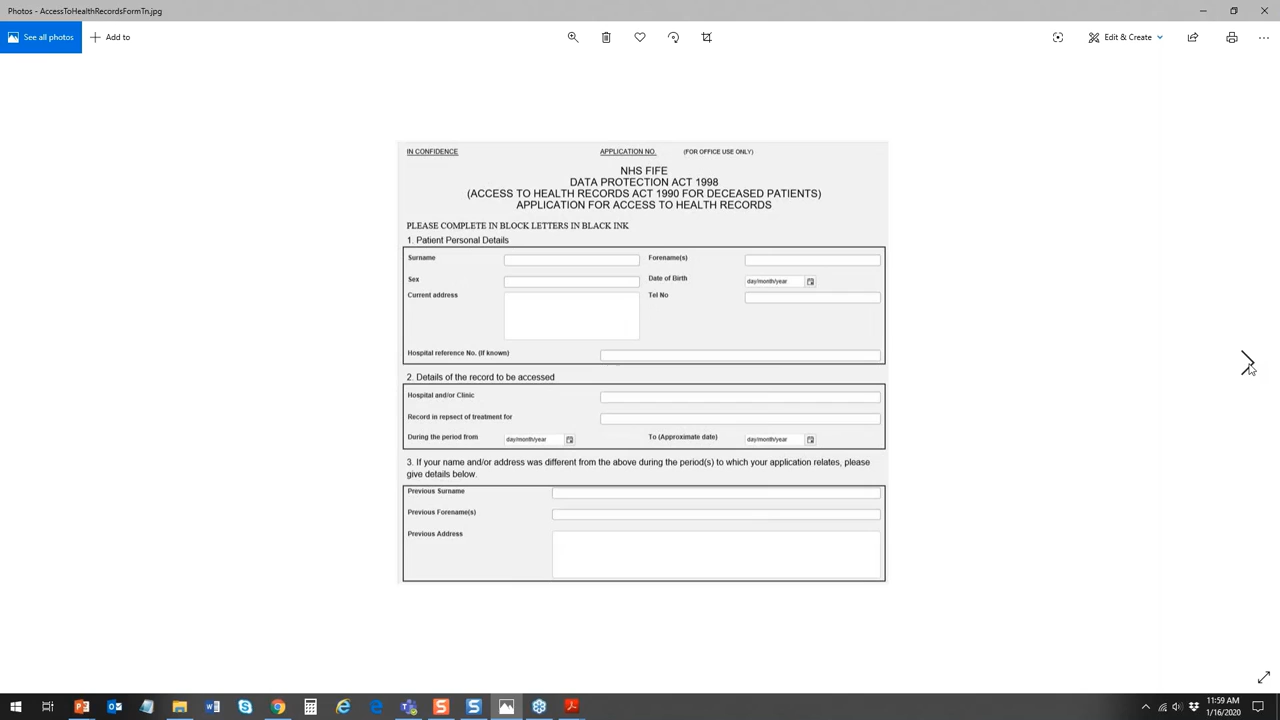 Photos - AccessToHealthRecordsFormTn.jpg
See all photos
Add to
Edit & Create
IN CONFIDENCE APPLICATION NO. (FOR OFFICE USE ONLY)
NHS FIFE
DATA PROTECTION ACT 1998
(ACCESS TO HEALTH RECORDS ACT 1990 FOR DECEASED PATIENTS)
APPLICATION FOR ACCESS TO HEALTH RECORDS
PLEASE COMPLETE IN BLOCK LETTERS IN BLACK INK
1. Patient Personal Details
Surname Forename(s)
Sex Date of Birth day/month/year
Current address Tel No
Hospital reference No. (If known)
2. Details of the record to be accessed
Hospital and/or Clinic
Record in repsect of treatment for
During the period from day/month/year To (Approximate date) day/month/year
3. If your name and/or address was different from the above during the period(s) to which your application relates, please
give details below.
Previous Surname
Previous Forename(s)
Previous Address
11:59 AM
1/16/2020